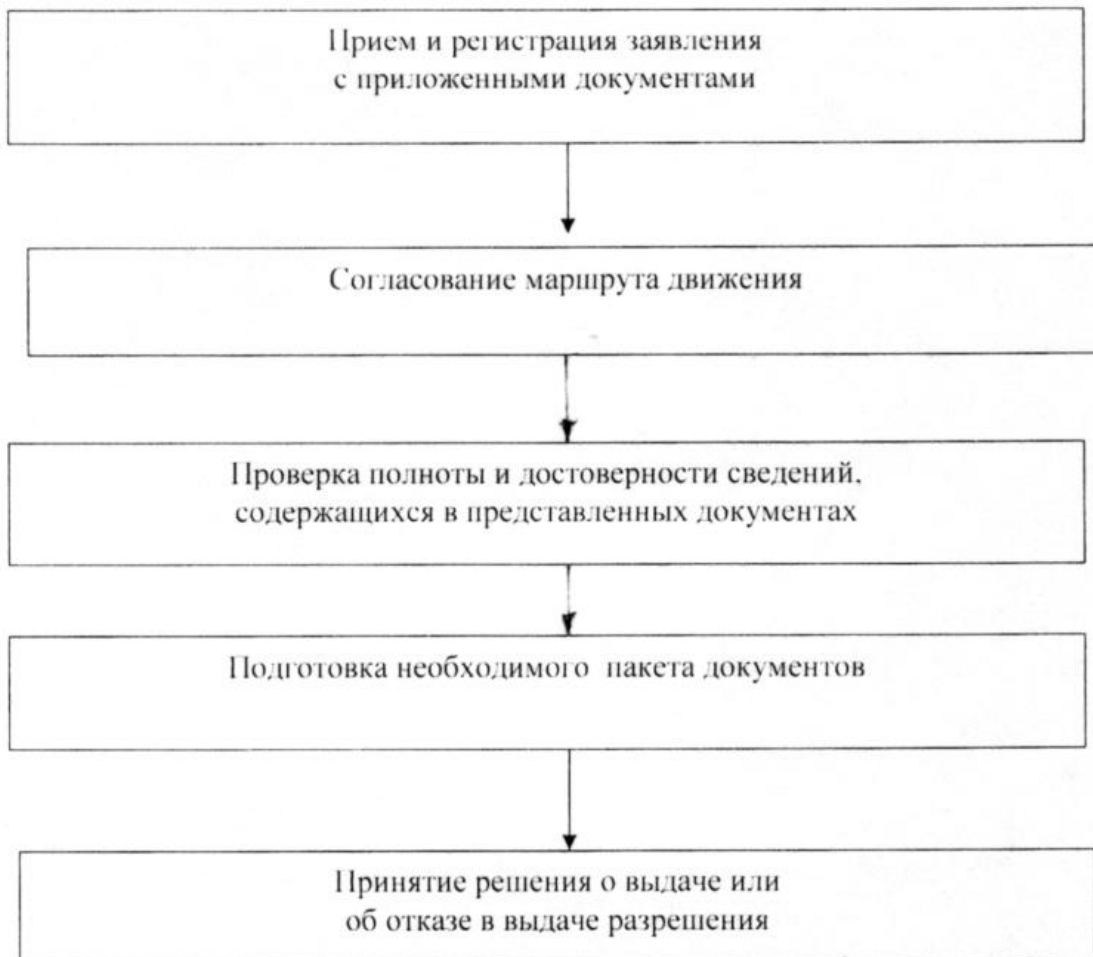 Прием и регистрация заявления
с приложенными документами
Согласование маршрута движения
Проверка полноты и достоверности сведений,
содержащихся в представленных документах
Подготовка необходимого пакета документов
Принятие решения о выдаче или
об отказе в выдаче разрешения